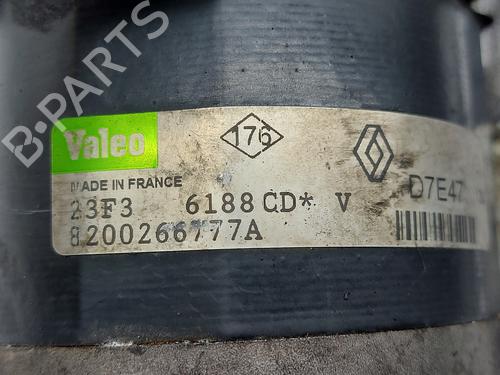 B-PARTS
Valeo
176
MADE IN FRANCE
D7E47
23F3 6188 CD* V
8200266777A